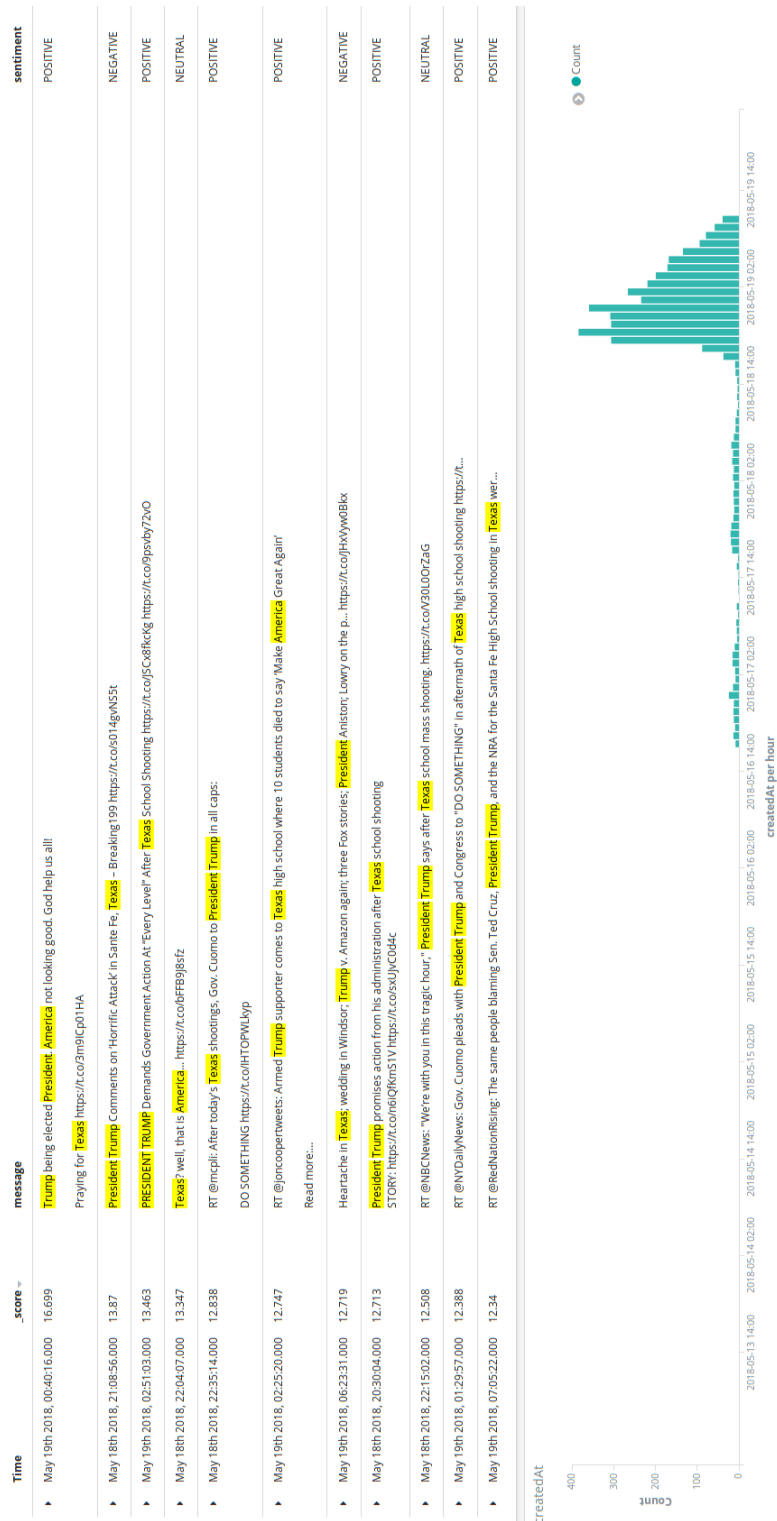 Time _score message sentiment
May 19th 2018, 00:40:16.000 16.699 Trump being elected President. America not looking good. God help us all! POSITIVE
Praying for Texas https://t.co/3m9lCp01HA
May 18th 2018, 21:08:56.000 13.87 President Trump Comments on 'Horrific Attack' in Sante Fe, Texas – Breaking199 https://t.co/s014gvNS5t NEGATIVE
May 19th 2018, 02:51:03.000 13.463 PRESIDENT TRUMP Demands Government Action At "Every Level" After Texas School Shooting https://t.co/JSCx8fkcKg https://t.co/9psvby72vO POSITIVE
May 18th 2018, 22:04:07.000 13.347 Texas? well, that is America... https://t.co/bFFB9J8sfz NEUTRAL
May 18th 2018, 22:35:14.000 12.838 RT @mcpli: After today's Texas shootings, Gov. Cuomo to President Trump in all caps: POSITIVE
DO SOMETHING https://t.co/lHTOPWLkyp
May 19th 2018, 02:25:20.000 12.747 RT @joncoopertweets: Armed Trump supporter comes to Texas high school where 10 students died to say 'Make America Great Again' POSITIVE
Read more:...
May 19th 2018, 06:23:31.000 12.719 Heartache in Texas; wedding in Windsor; Trump v. Amazon again; three Fox stories; President Aniston; Lowry on the p... https://t.co/JHxVyw0Bkx NEGATIVE
May 18th 2018, 20:30:04.000 12.713 President Trump promises action from his administration after Texas school shooting POSITIVE
STORY: https://t.co/n6iQfKmS1V https://t.co/sxUJvC0d4c
May 18th 2018, 22:15:02.000 12.508 RT @NBCNews: "We're with you in this tragic hour," President Trump says after Texas school mass shooting. https://t.co/V30L0OrZaG NEUTRAL
May 19th 2018, 01:29:57.000 12.388 RT @NYDailyNews: Gov. Cuomo pleads with President Trump and Congress to "DO SOMETHING" in aftermath of Texas high school shooting https://t... POSITIVE
May 19th 2018, 07:05:22.000 12.34 RT @RedNationRising: The same people blaming Sen. Ted Cruz, President Trump, and the NRA for the Santa Fe High School shooting in Texas wer... POSITIVE
createdAt
Count
400
300
200
100
0
Count
2018-05-13 14:00 2018-05-14 02:00 2018-05-14 14:00 2018-05-15 02:00 2018-05-15 14:00 2018-05-16 02:00 2018-05-16 14:00 2018-05-17 02:00 2018-05-17 14:00 2018-05-18 02:00 2018-05-18 14:00 2018-05-19 02:00 2018-05-19 14:00
createdAt per hour